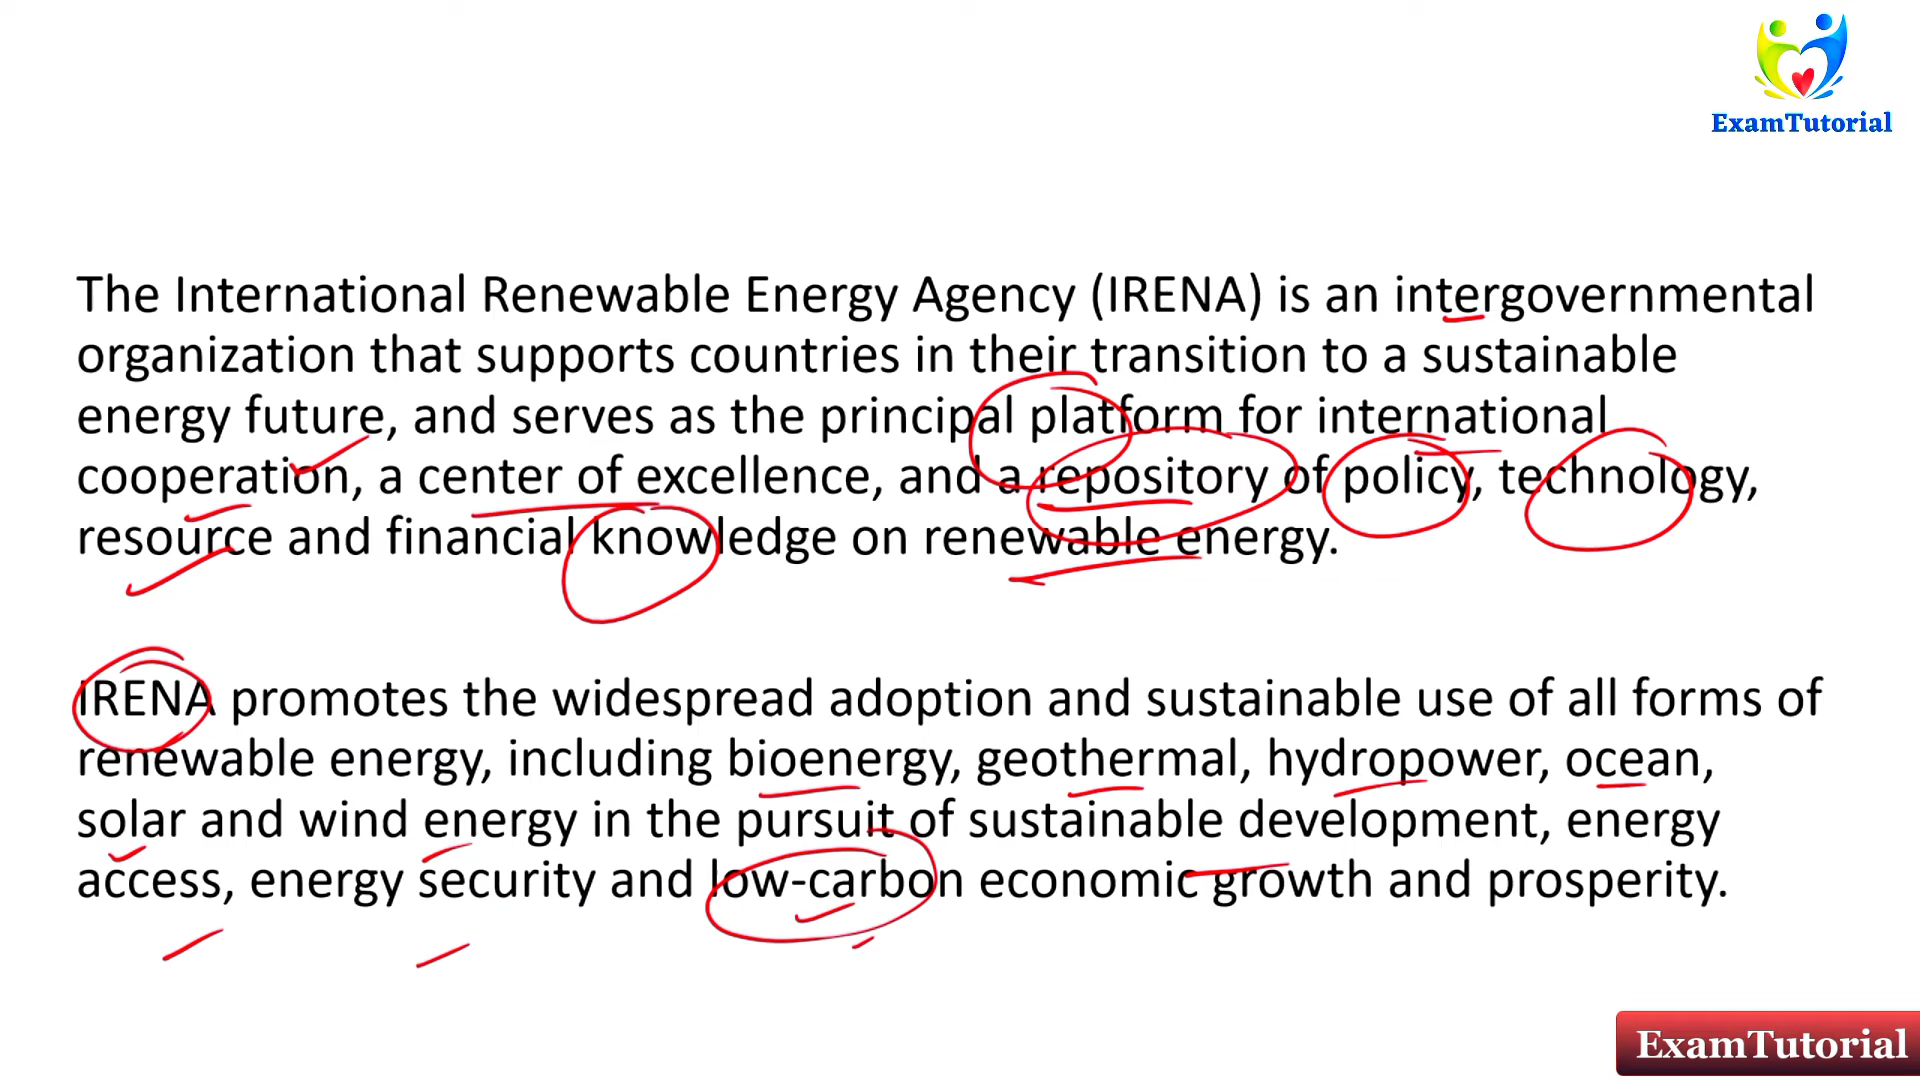 ExamTutorial
The International Renewable Energy Agency (IRENA) is an intergovernmental
organization that supports countries in their transition to a sustainable
energy future, and serves as the principal platform for international
cooperation, a center of excellence, and a repository of policy, technology,
resource and financial knowledge on renewable energy.
IRENA promotes the widespread adoption and sustainable use of all forms of
renewable energy, including bioenergy, geothermal, hydropower, ocean,
solar and wind energy in the pursuit of sustainable development, energy
access, energy security and low-carbon economic growth and prosperity.
ExamTutorial